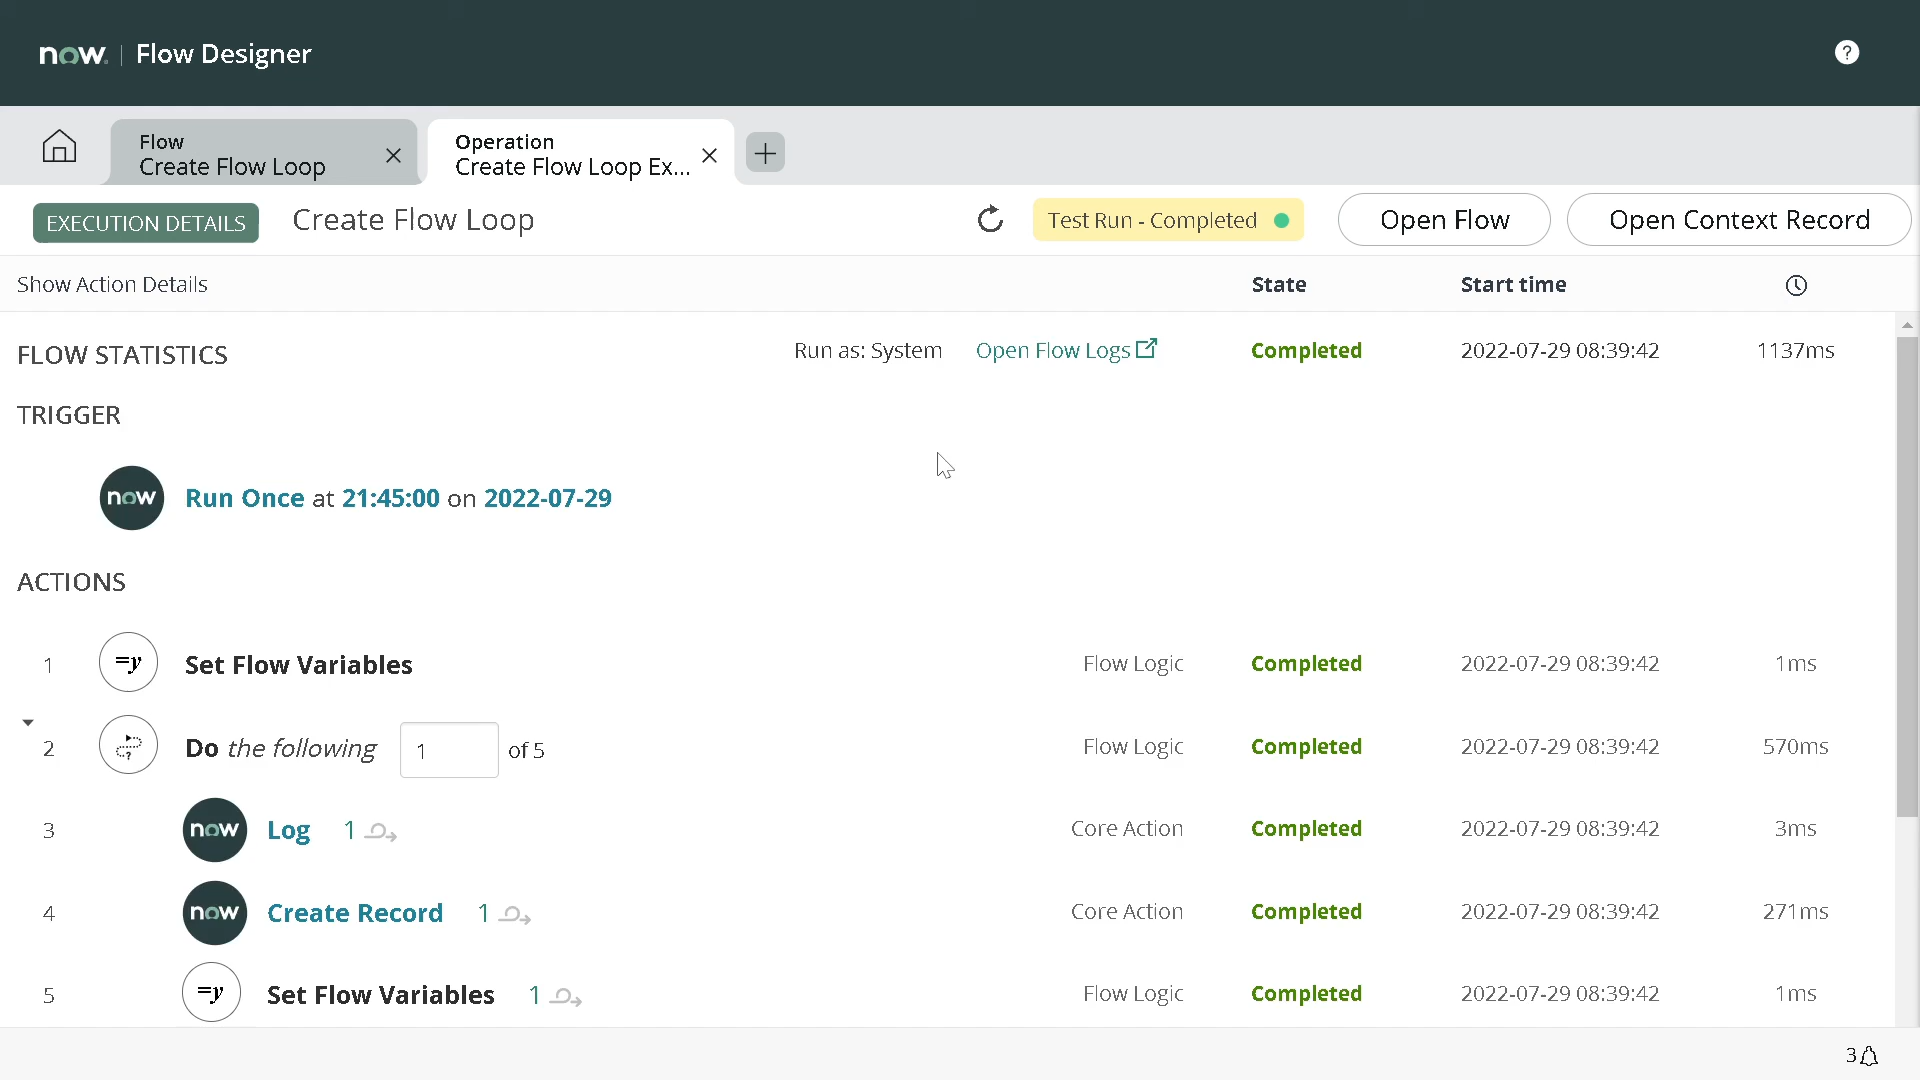 now. | Flow Designer
?
Flow
Create Flow Loop
Operation
Create Flow Loop Ex...
EXECUTION DETAILS Create Flow Loop Test Run - Completed Open Flow Open Context Record
Show Action Details State Start time
FLOW STATISTICS Run as: System Open Flow Logs Completed 2022-07-29 08:39:42 1137ms
TRIGGER
now Run Once at 21:45:00 on 2022-07-29
ACTIONS
1 =y Set Flow Variables Flow Logic Completed 2022-07-29 08:39:42 1ms
2 ? Do the following 1 of 5 Flow Logic Completed 2022-07-29 08:39:42 570ms
3 now Log 1 Core Action Completed 2022-07-29 08:39:42 3ms
4 now Create Record 1 Core Action Completed 2022-07-29 08:39:42 271ms
5 =y Set Flow Variables 1 Flow Logic Completed 2022-07-29 08:39:42 1ms
3